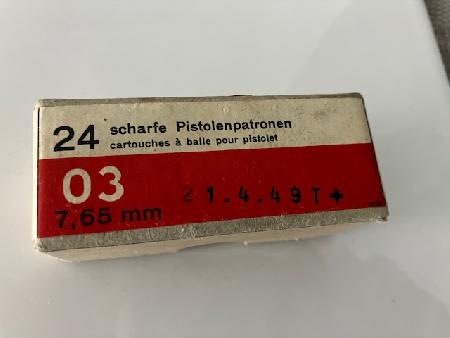 24 scharfe Pistolenpatronen
cartouches à balle pour pistolet
03 21.4.49T+
7,65 mm